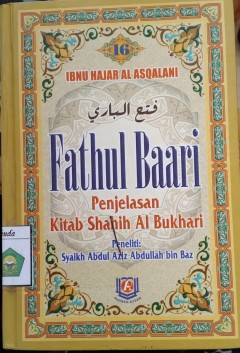 16
IBNU HAJAR AL ASQALANI
فتح الباري
Fathul Baari
Penjelasan
Kitab Shahih Al Bukhari
Peneliti:
Syaikh Abdul Aziz Abdullah bin Baz